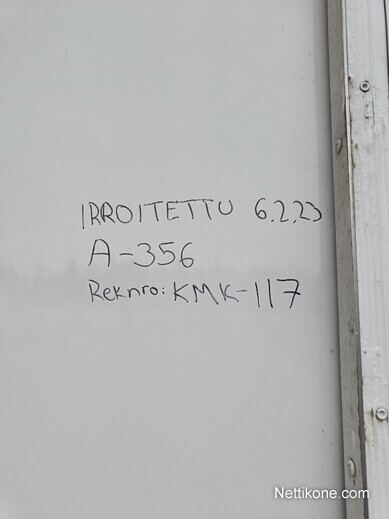 IRROITETTU 6.2.23
A-356
Reknro: KMK-117
Nettikone.com